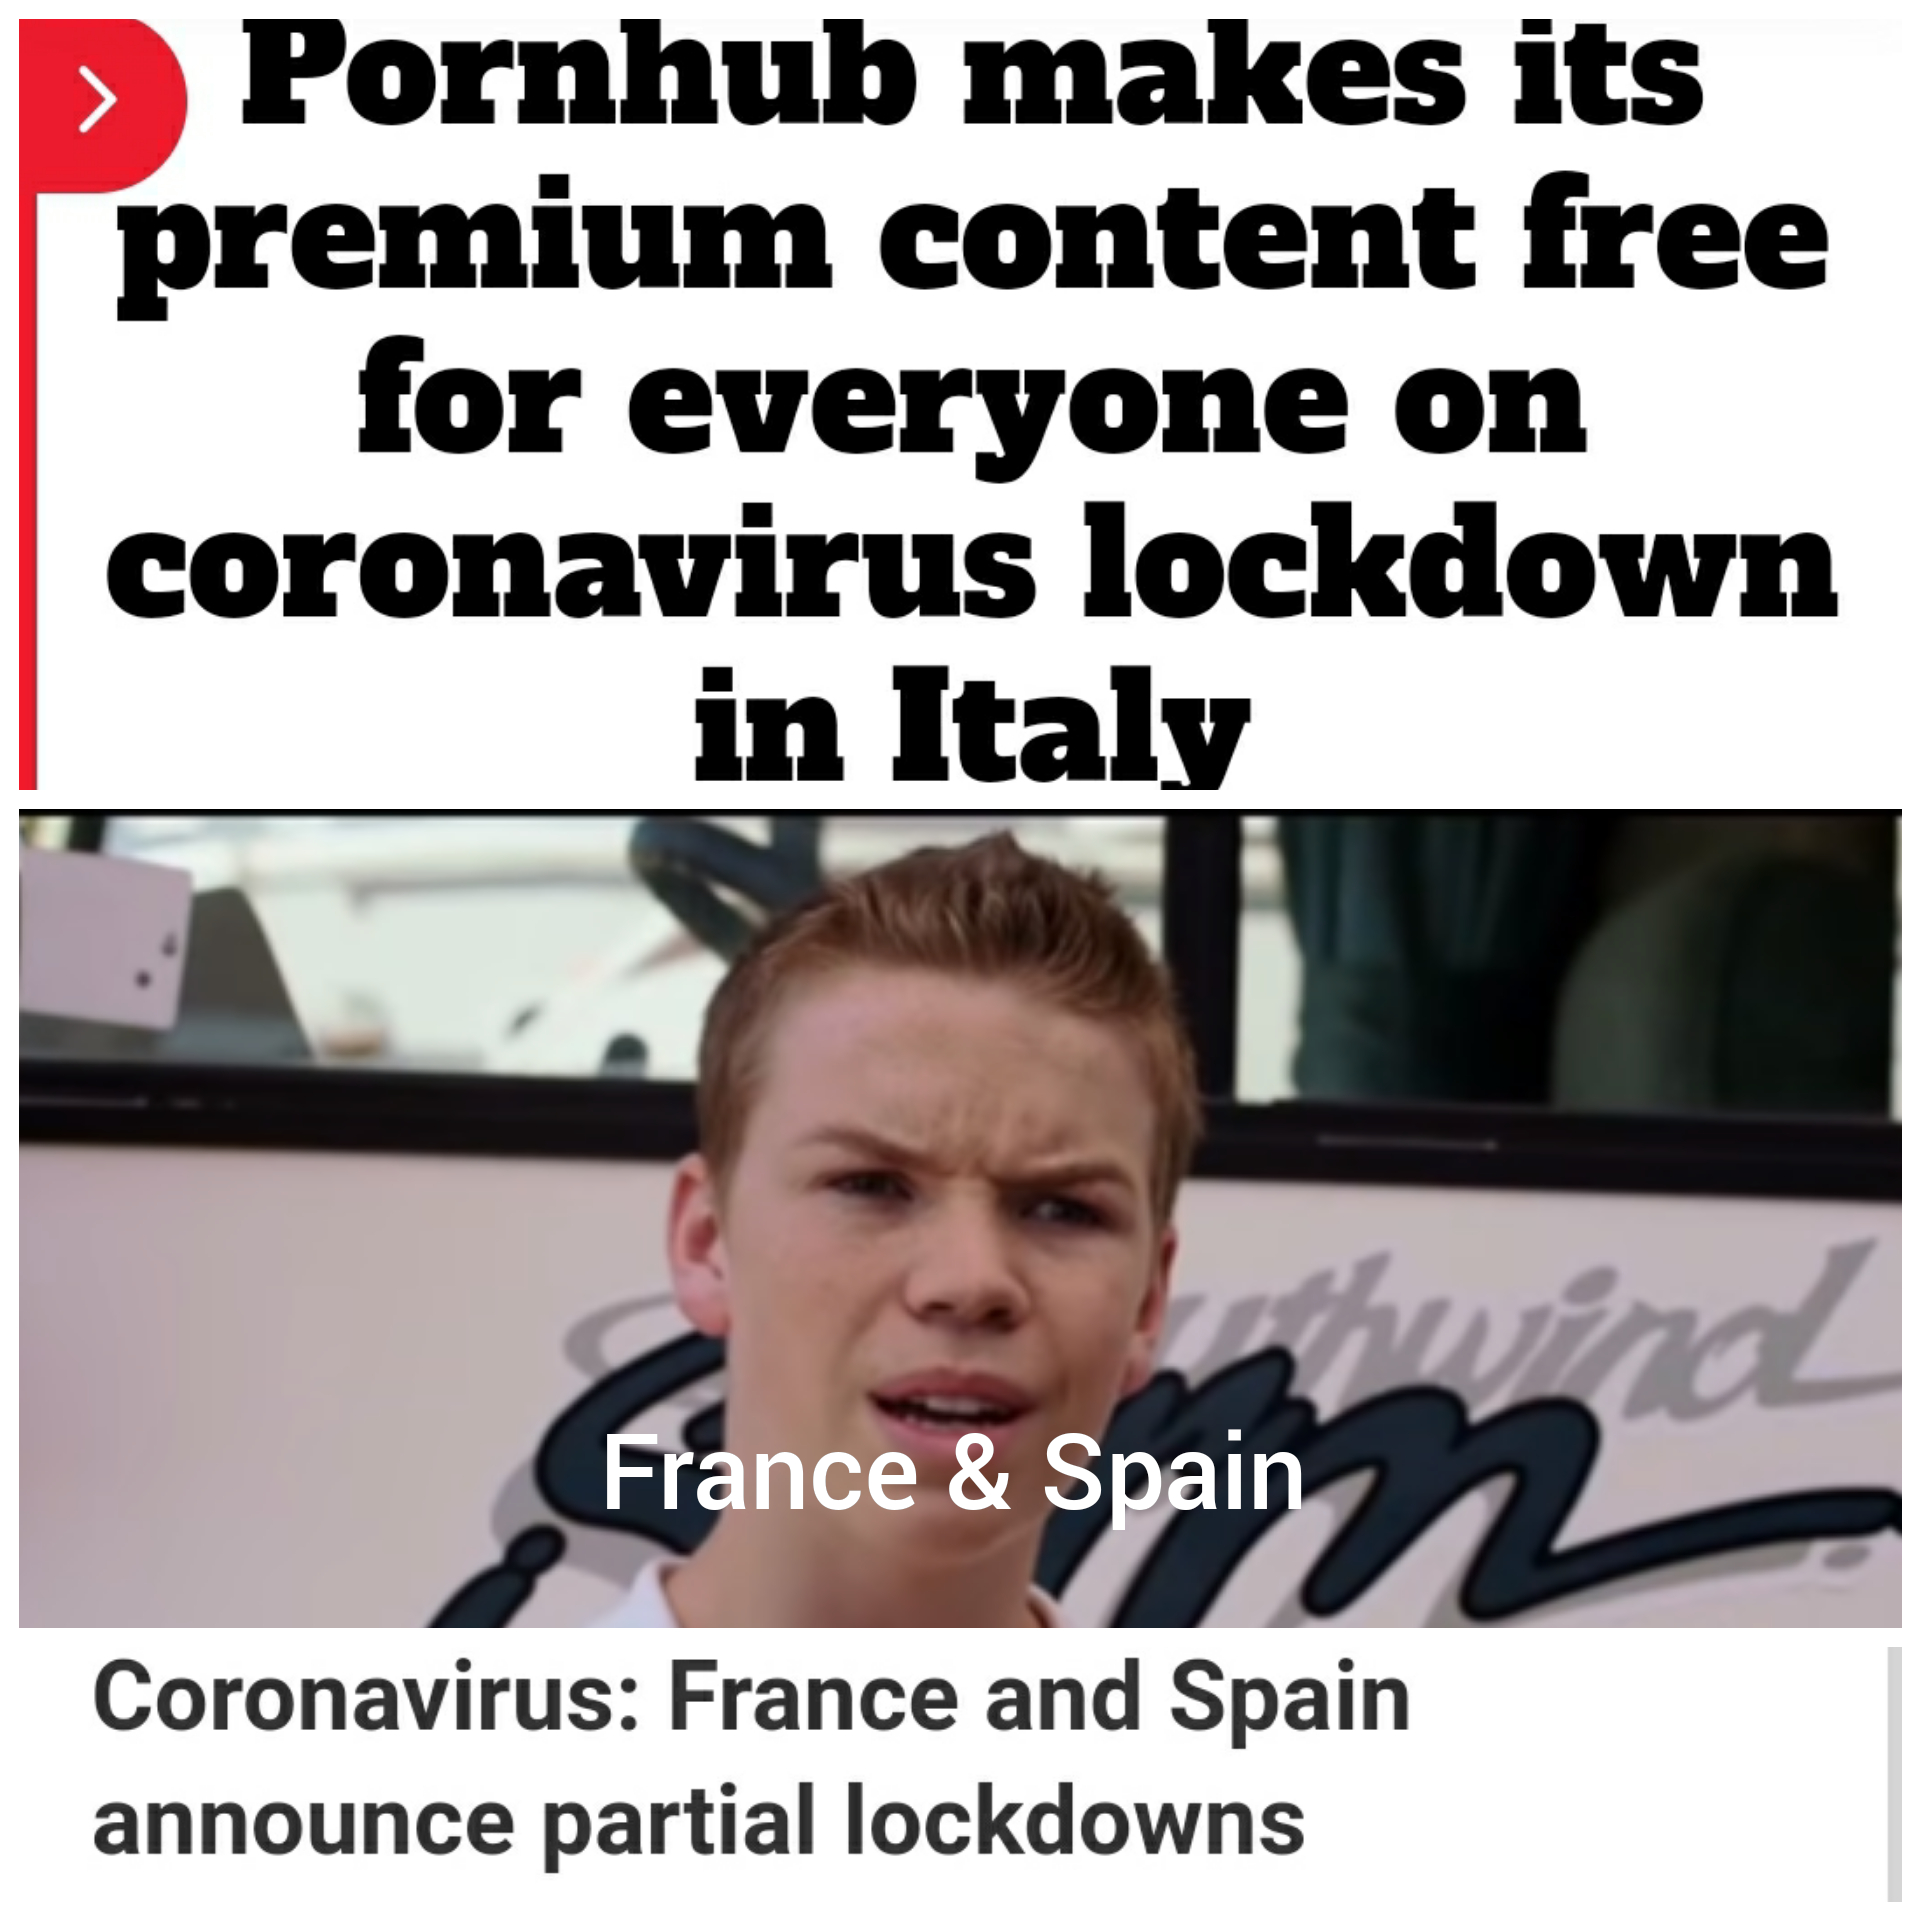 Pornhub makes its
premium content free
for everyone on
coronavirus lockdown
in Italy
uthwind
France & Spain
Coronavirus: France and Spain
announce partial lockdowns